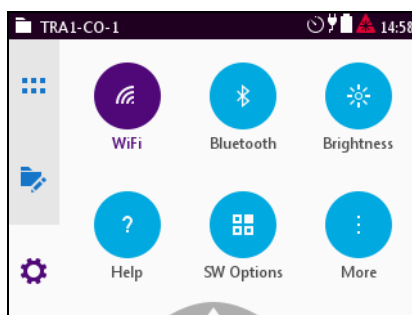 TRA1-CO-1 14:58
WiFi Bluetooth Brightness
? 
Help SW Options More